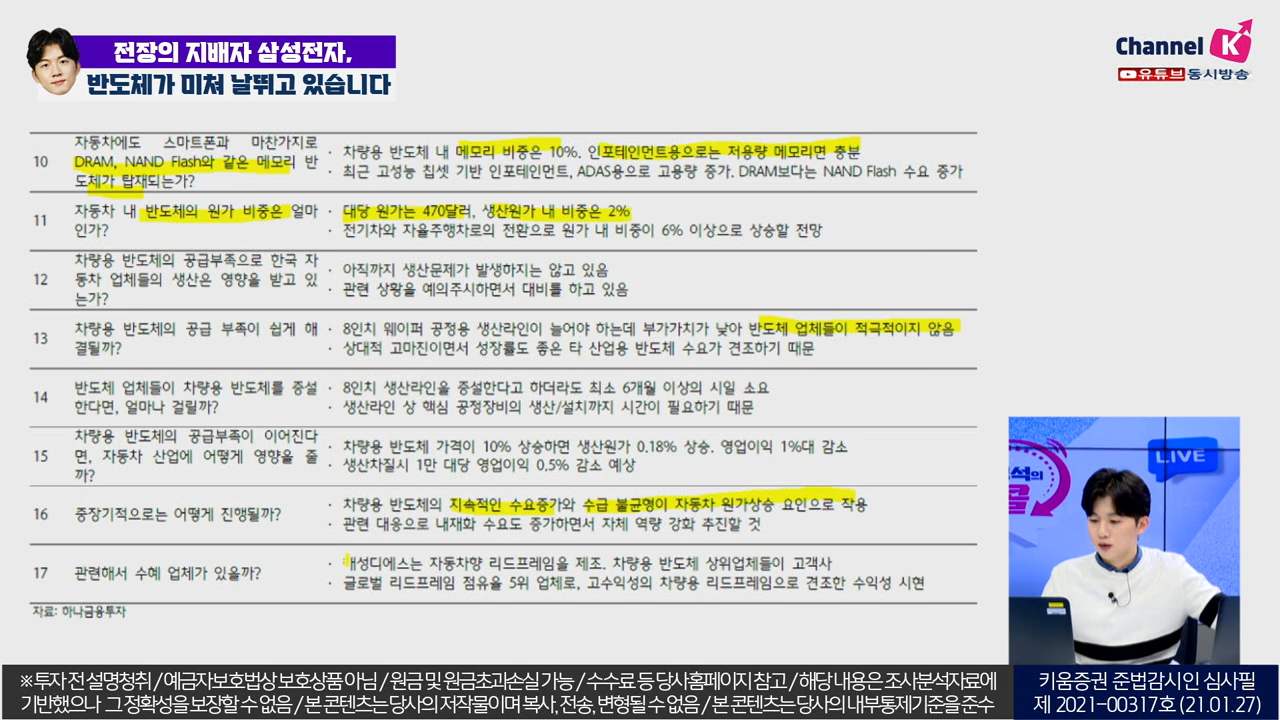 전장의 지배자 삼성전자,
반도체가 미쳐 날뛰고 있습니다
Channel K
유튜브 동시방송
10
자동차에도 스마트폰과 마찬가지로
DRAM, NAND Flash와 같은 메모리 반
도체가 탑재되는가?
· 차량용 반도체 내 메모리 비중은 10%. 인포테인먼트용으로는 저용량 메모리면 충분
· 최근 고성능 칩셋 기반 인포테인먼트, ADAS용으로 고용량 증가. DRAM보다는 NAND Flash 수요 증가
11
자동차 내 반도체의 원가 비중은 얼마
인가?
· 대당 원가는 470달러, 생산원가 내 비중은 2%
· 전기차와 자율주행차로의 전환으로 원가 내 비중이 6% 이상으로 상승할 전망
12
차량용 반도체의 공급부족으로 한국 자
동차 업체들의 생산은 영향을 받고 있
는가?
· 아직까지 생산문제가 발생하지는 않고 있음
· 관련 상황을 예의주시하면서 대비를 하고 있음
13
차량용 반도체의 공급 부족이 쉽게 해
결될까?
· 8인치 웨이퍼 공정용 생산라인이 늘어야 하는데 부가가치가 낮아 반도체 업체들이 적극적이지 않음
· 상대적 고마진이면서 성장률도 좋은 타 산업용 반도체 수요가 견조하기 때문
14
반도체 업체들이 차량용 반도체를 증설
한다면, 얼마나 걸릴까?
· 8인치 생산라인을 증설한다고 하더라도 최소 6개월 이상의 시일 소요
· 생산라인 상 핵심 공정장비의 생산/설치까지 시간이 필요하기 때문
15
차량용 반도체의 공급부족이 이어진다
면, 자동차 산업에 어떻게 영향을 줄
까?
· 차량용 반도체 가격이 10% 상승하면 생산원가 0.18% 상승. 영업이익 1%대 감소
· 생산차질시 1만 대당 영업이익 0.5% 감소 예상
16
중장기적으로는 어떻게 진행될까?
· 차량용 반도체의 지속적인 수요증가와 수급 불균형이 자동차 원가상승 요인으로 작용
· 관련 대응으로 내재화 수요도 증가하면서 자체 역량 강화 추진할 것
17
관련해서 수혜 업체가 있을까?
· 해성디에스는 자동차향 리드프레임을 제조. 차량용 반도체 상위업체들이 고객사
· 글로벌 리드프레임 점유율 5위 업체로, 고수익성의 차량용 리드프레임으로 견조한 수익성 시현
자료: 하나금융투자
석의
콜
LIVE
※ 투자 전 설명청취 / 예금자보호법상 보호상품 아님 / 원금 및 원금초과손실 가능 / 수수료 등 당사홈페이지 참고 / 해당 내용은 조사분석자료에
기반했으나 그 정확성을 보장할 수 없음 / 본 콘텐츠는 당사의 저작물이며 복사, 전송, 변형될 수 없음 / 본 콘텐츠는 당사의 내부통제기준을 준수
키움증권 준법감시인 심사필
제 2021-00317호 (21.01.27)